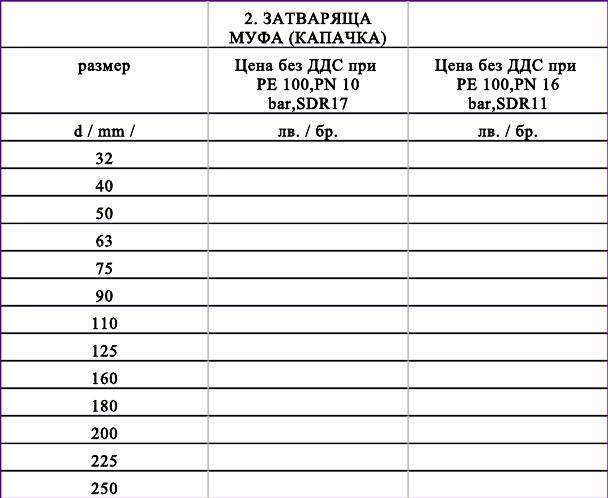 2. ЗАТВАРЯЩА
МУФА (КАПАЧКА)
размер
Цена без ДДС при
PE 100,PN 10
bar,SDR17
Цена без ДДС при
PE 100,PN 16
bar,SDR11
d / mm /
лв. / бр.
лв. / бр.
32
40
50
63
75
90
110
125
160
180
200
225
250